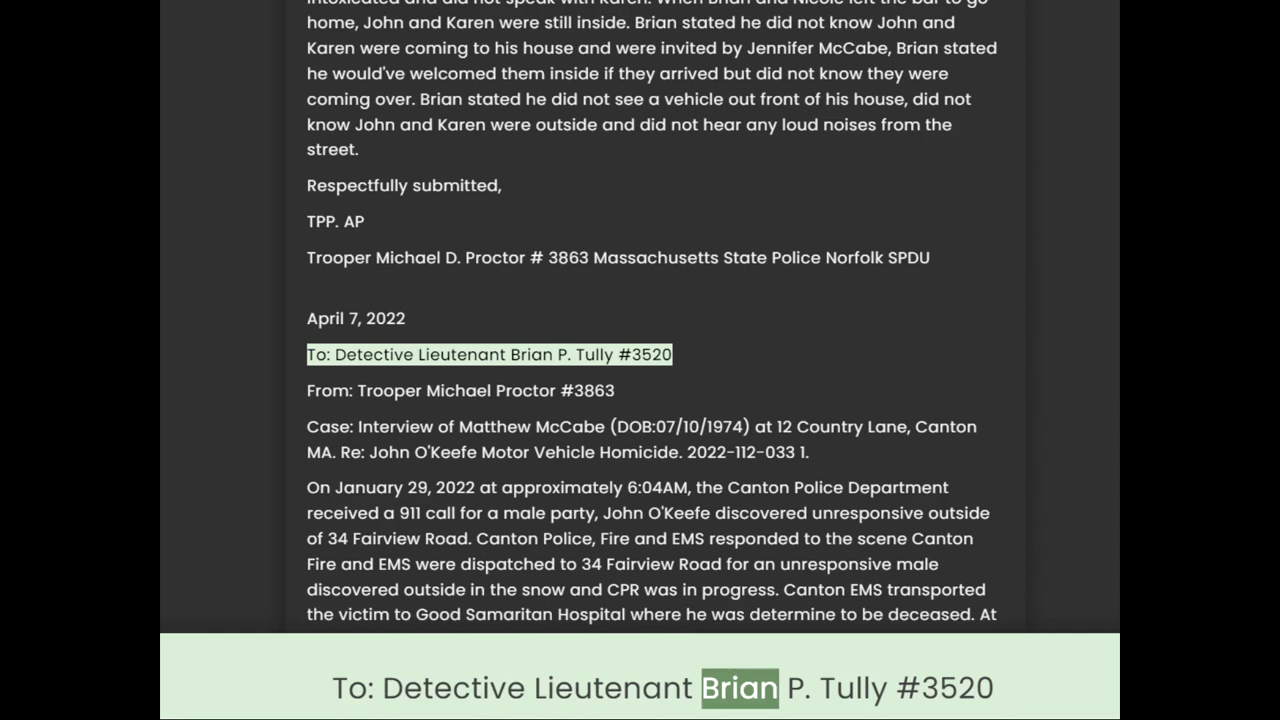 intoxicated and did not speak with Karen. When Brian and Nicole left the bar to go
home, John and Karen were still inside. Brian stated he did not know John and
Karen were coming to his house and were invited by Jennifer McCabe, Brian stated
he would've welcomed them inside if they arrived but did not know they were
coming over. Brian stated he did not see a vehicle out front of his house, did not
know John and Karen were outside and did not hear any loud noises from the
street.
Respectfully submitted,
TPP. AP
Trooper Michael D. Proctor # 3863 Massachusetts State Police Norfolk SPDU
April 7, 2022
To: Detective Lieutenant Brian P. Tully #3520
From: Trooper Michael Proctor #3863
Case: Interview of Matthew McCabe (DOB:07/10/1974) at 12 Country Lane, Canton
MA. Re: John O'Keefe Motor Vehicle Homicide. 2022-112-033 1.
On January 29, 2022 at approximately 6:04AM, the Canton Police Department
received a 911 call for a male party, John O'Keefe discovered unresponsive outside
of 34 Fairview Road. Canton Police, Fire and EMS responded to the scene Canton
Fire and EMS were dispatched to 34 Fairview Road for an unresponsive male
discovered outside in the snow and CPR was in progress. Canton EMS transported
the victim to Good Samaritan Hospital where he was determine to be deceased. At
To: Detective Lieutenant Brian P. Tully #3520